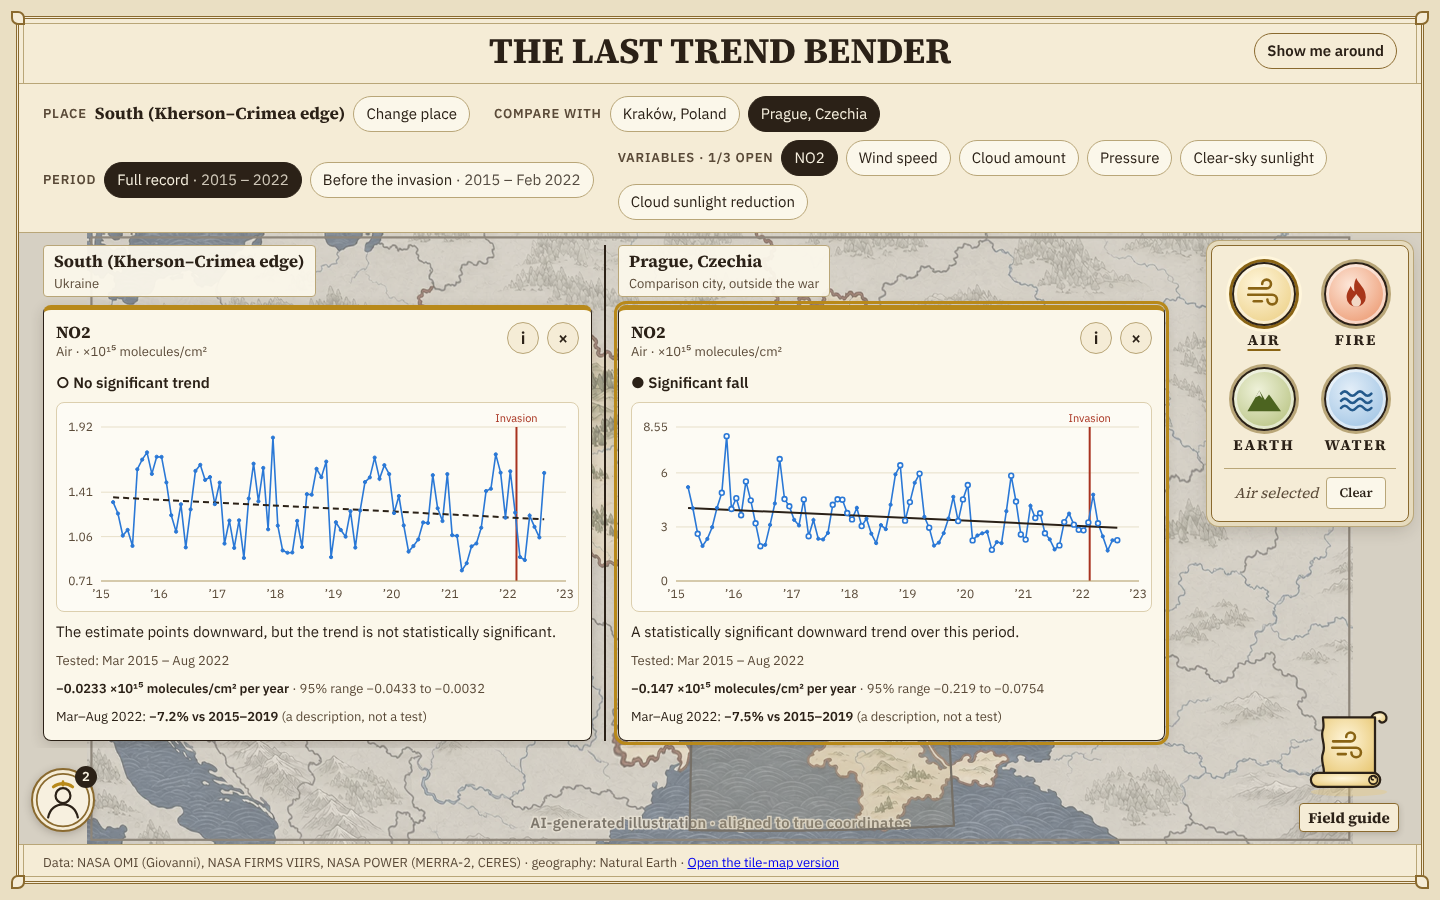 THE LAST TREND BENDER
Show me around
PLACE South (Kherson–Crimea edge) Change place COMPARE WITH Kraków, Poland Prague, Czechia
PERIOD Full record · 2015 – 2022 Before the invasion · 2015 – Feb 2022
VARIABLES · 1/3 OPEN NO2 Wind speed Cloud amount Pressure Clear-sky sunlight
Cloud sunlight reduction
South (Kherson–Crimea edge)
Ukraine
NO2
Air · ×10¹⁵ molecules/cm²
i ×
No significant trend
Invasion
1.92
1.41
1.06
0.71
’15 ’16 ’17 ’18 ’19 ’20 ’21 ’22 ’23
The estimate points downward, but the trend is not statistically significant.
Tested: Mar 2015 – Aug 2022
−0.0233 ×10¹⁵ molecules/cm² per year · 95% range −0.0433 to −0.0032
Mar–Aug 2022: −7.2% vs 2015–2019 (a description, not a test)
Prague, Czechia
Comparison city, outside the war
NO2
Air · ×10¹⁵ molecules/cm²
i ×
Significant fall
Invasion
8.55
6
3
0
’15 ’16 ’17 ’18 ’19 ’20 ’21 ’22 ’23
A statistically significant downward trend over this period.
Tested: Mar 2015 – Aug 2022
−0.147 ×10¹⁵ molecules/cm² per year · 95% range −0.219 to −0.0754
Mar–Aug 2022: −7.5% vs 2015–2019 (a description, not a test)
AIR FIRE
EARTH WATER
Air selected Clear
2
AI-generated illustration · aligned to true coordinates
Field guide
Data: NASA OMI (Giovanni), NASA FIRMS VIIRS, NASA POWER (MERRA-2, CERES) · geography: Natural Earth · Open the tile-map version